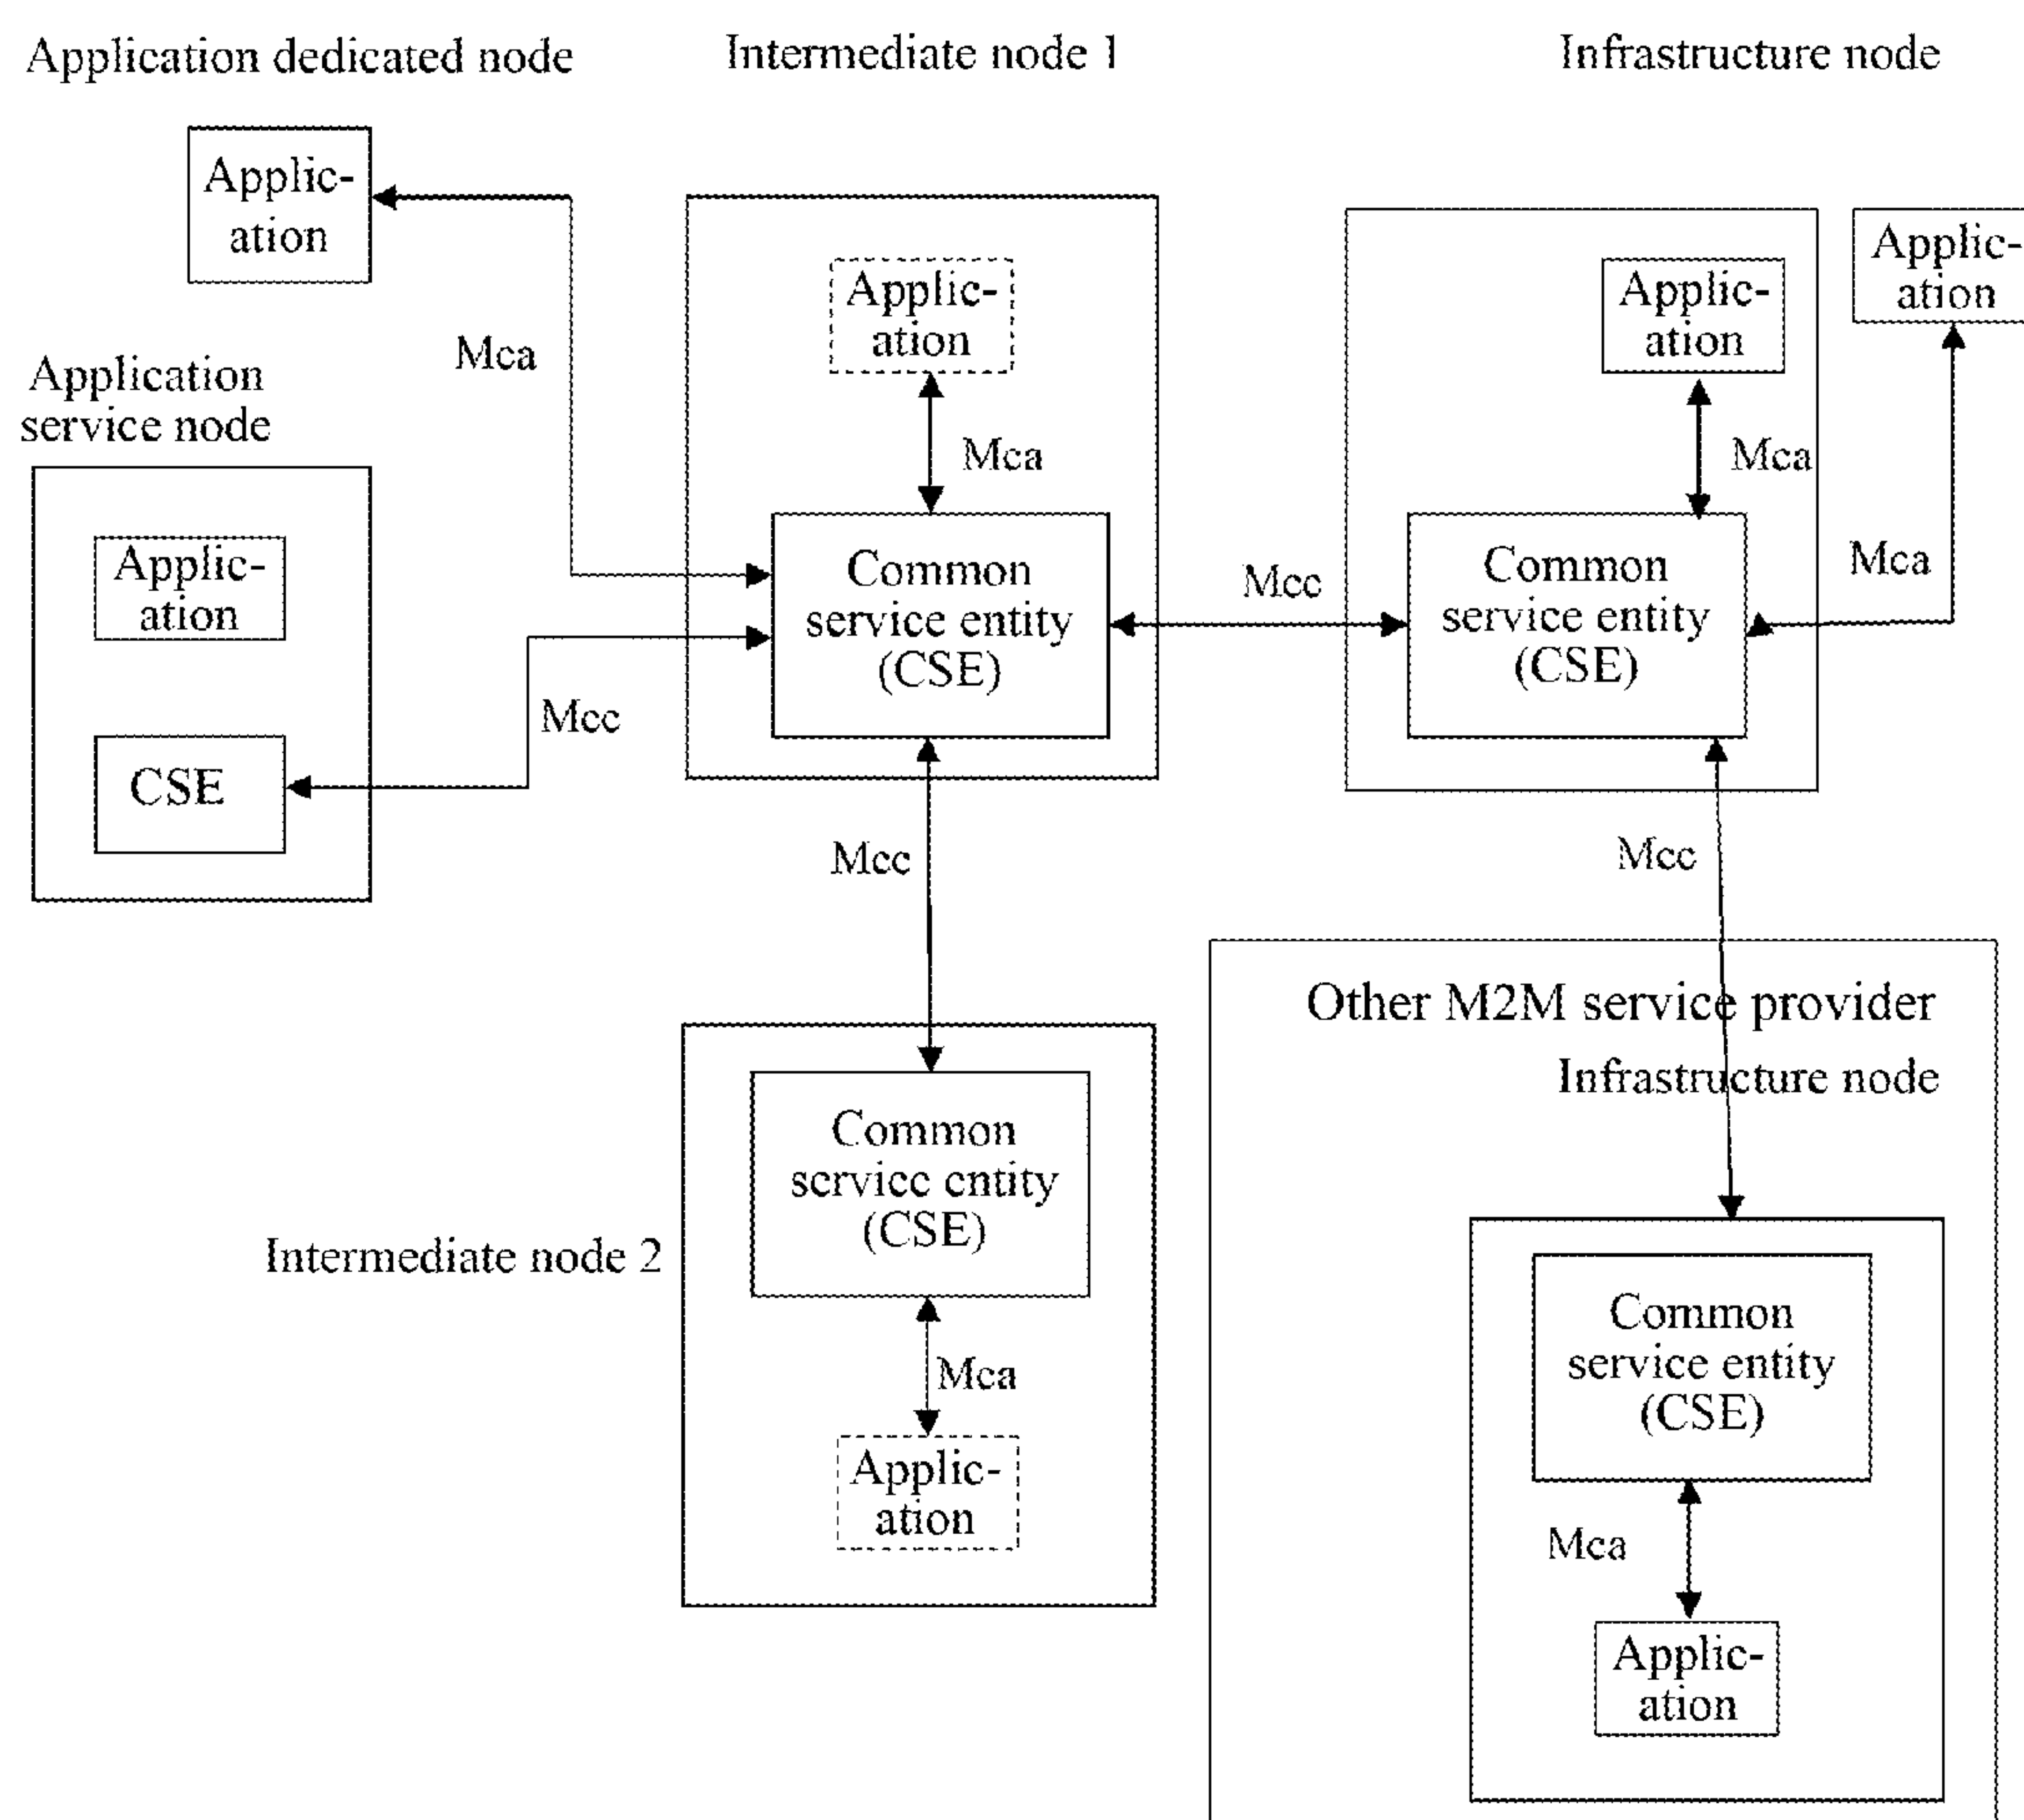 Application dedicated node
Intermediate node 1
Infrastructure node
Applic-
ation
Applic-
ation
Applic-
ation
Applic-
ation
Mca
Application
service node
Mca
Mca
Mca
Applic-
ation
Common
service entity
(CSE)
Mcc
Common
service entity
(CSE)
Mcc
CSE
Mcc
Mcc
Other M2M service provider
Infrastructure node
Common
service entity
(CSE)
Intermediate node 2
Common
service entity
(CSE)
Mca
Applic-
ation
Mca
Applic-
ation